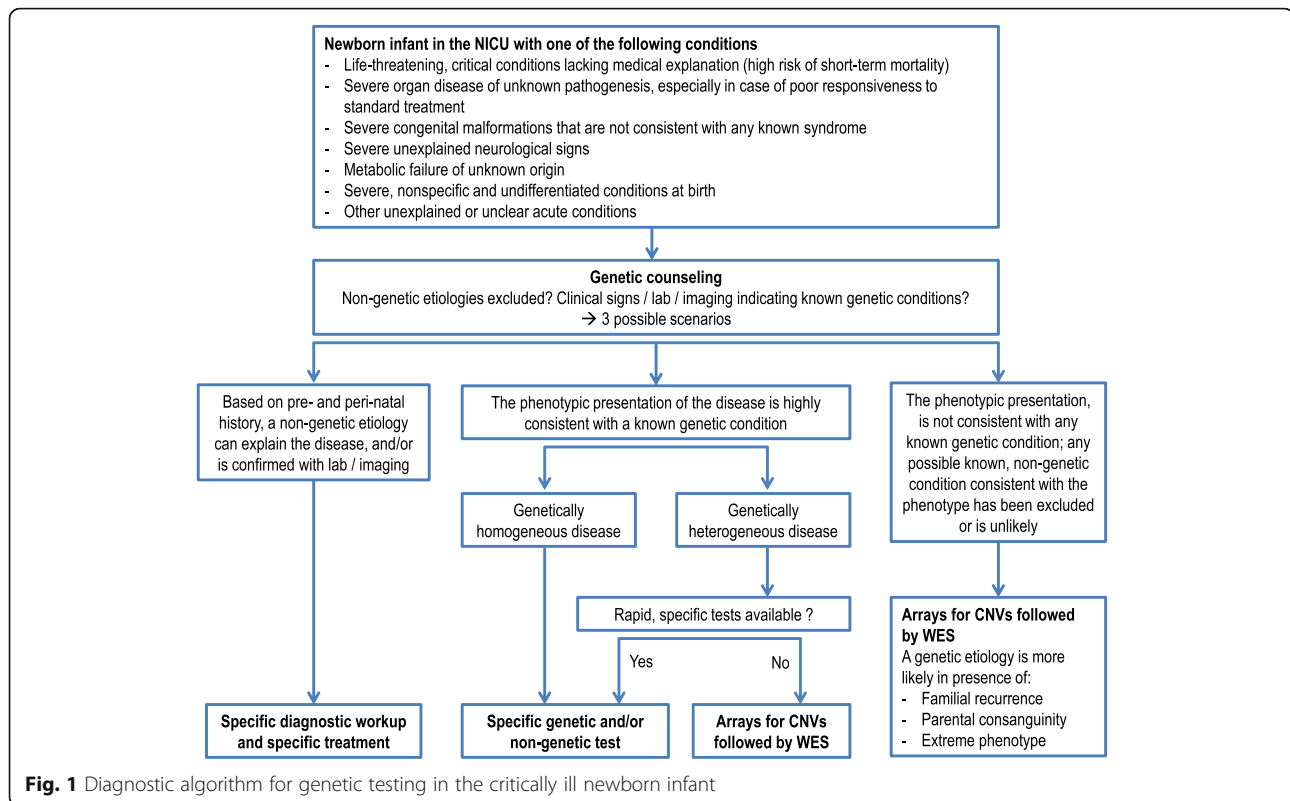 Newborn infant in the NICU with one of the following conditions
- Life-threatening, critical conditions lacking medical explanation (high risk of short-term mortality)
- Severe organ disease of unknown pathogenesis, especially in case of poor responsiveness to
standard treatment
- Severe congenital malformations that are not consistent with any known syndrome
- Severe unexplained neurological signs
- Metabolic failure of unknown origin
- Severe, nonspecific and undifferentiated conditions at birth
- Other unexplained or unclear acute conditions
Genetic counseling
Non-genetic etiologies excluded? Clinical signs / lab / imaging indicating known genetic conditions?
→ 3 possible scenarios
Based on pre- and peri-natal
history, a non-genetic etiology
can explain the disease, and/or
is confirmed with lab / imaging
The phenotypic presentation of the disease is highly
consistent with a known genetic condition
The phenotypic presentation,
is not consistent with any
known genetic condition; any
possible known, non-genetic
condition consistent with the
phenotype has been excluded
or is unlikely
Genetically
homogeneous disease
Genetically
heterogeneous disease
Rapid, specific tests available ?
Yes
No
Specific diagnostic workup
and specific treatment
Specific genetic and/or
non-genetic test
Arrays for CNVs
followed by WES
Arrays for CNVs followed
by WES
A genetic etiology is more
likely in presence of:
- Familial recurrence
- Parental consanguinity
- Extreme phenotype
Fig. 1 Diagnostic algorithm for genetic testing in the critically ill newborn infant